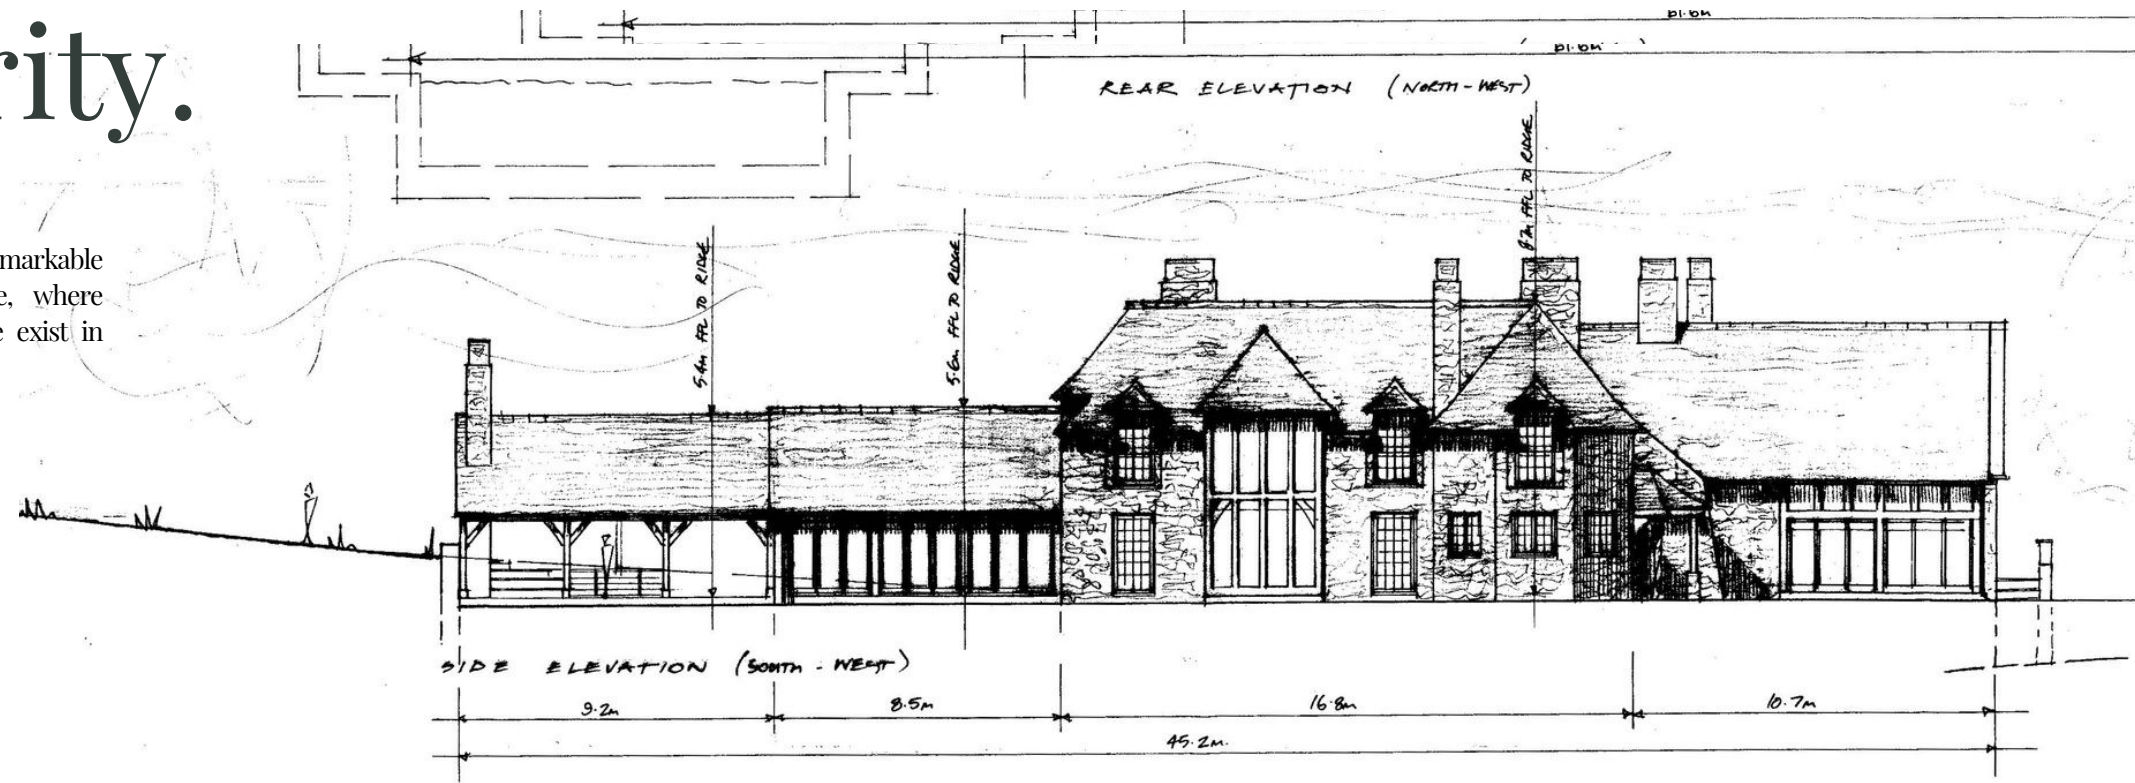 rity.
markable
e, where
e exist in
REAR ELEVATION (NORTH-WEST)
5.4m FFL TO RIDGE
5.6m FFL TO RIDGE
8.7m FFL TO RIDGE
SIDE ELEVATION (SOUTH-WEST)
9.2m
8.5m
16.8m
10.7m
45.2m.